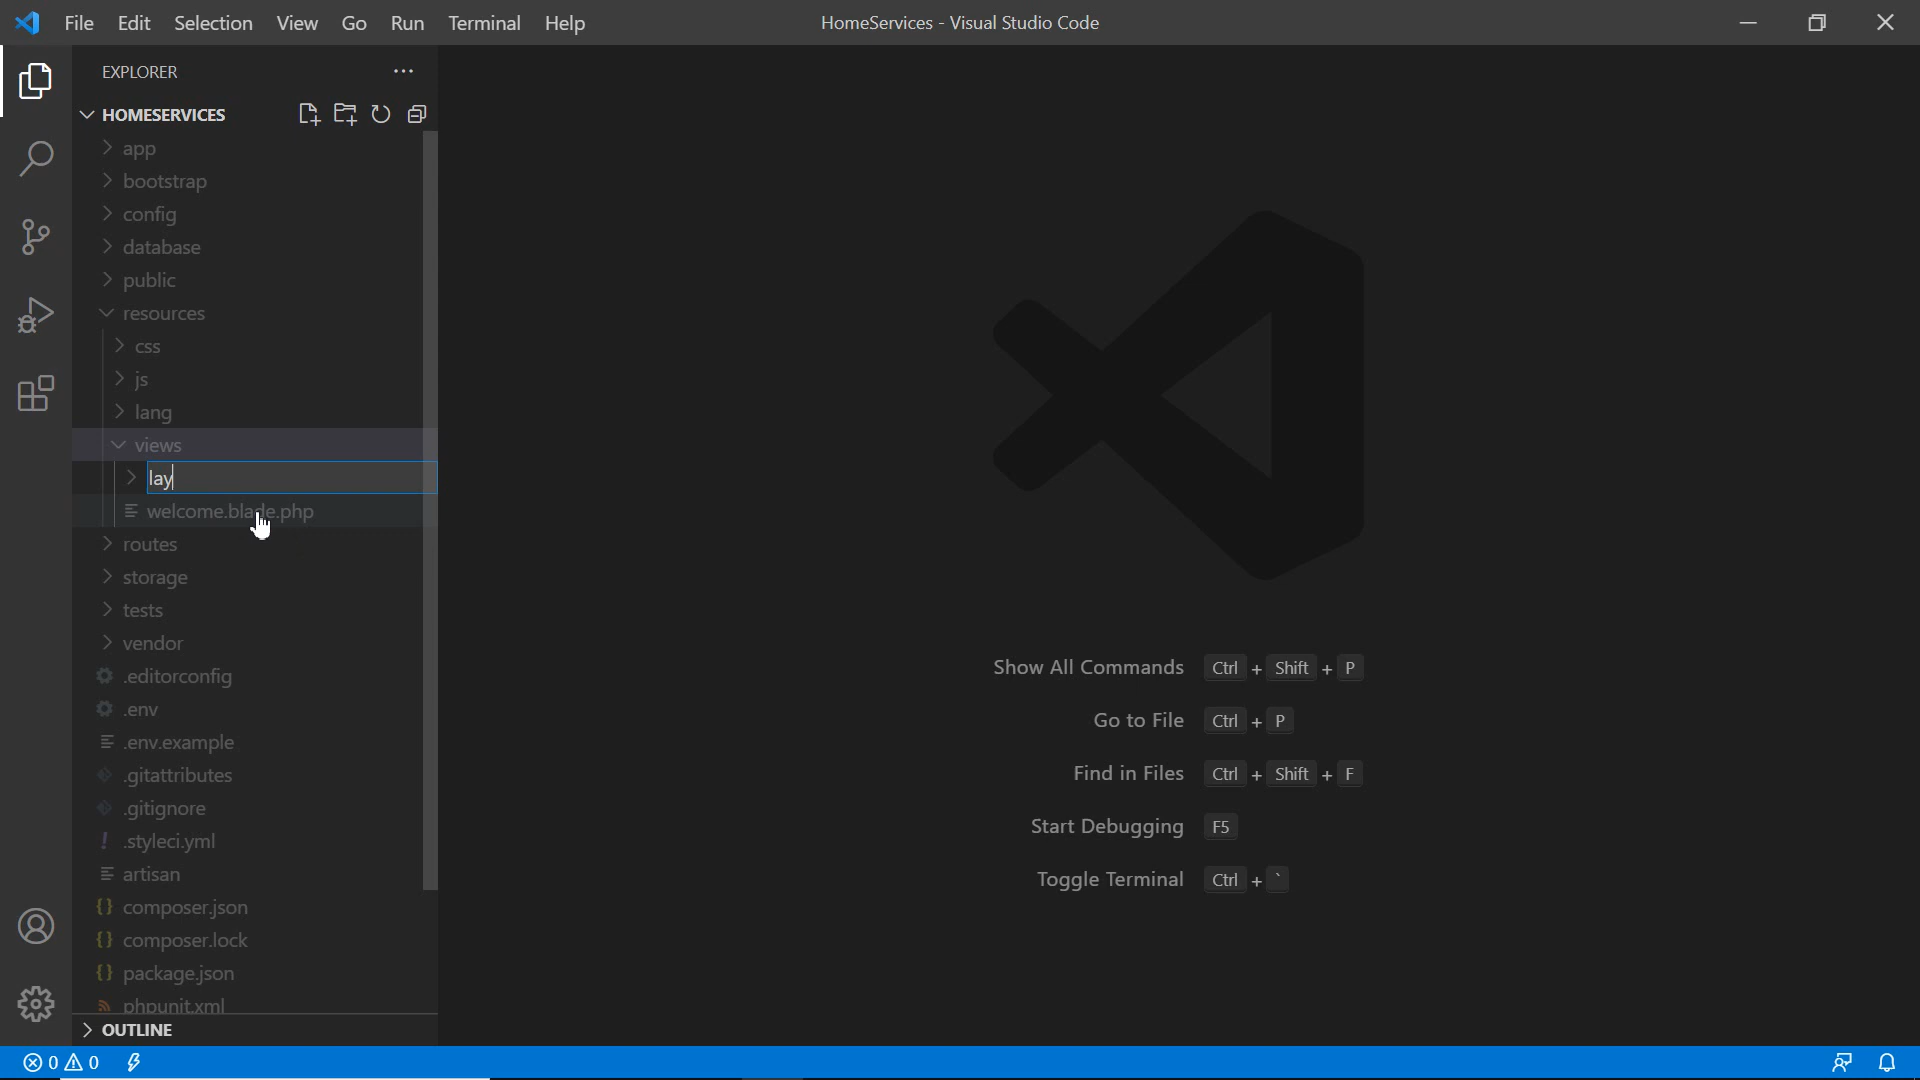 File Edit Selection View Go Run Terminal Help
HomeServices - Visual Studio Code
EXPLORER
HOMESERVICES
app
bootstrap
config
database
public
resources
css
js
lang
views
lay
welcome.blade.php
routes
storage
tests
vendor
.editorconfig
.env
.env.example
.gitattributes
.gitignore
.styleci.yml
artisan
composer.json
composer.lock
package.json
phpunit.xml
OUTLINE
Show All Commands Ctrl + Shift + P
Go to File Ctrl + P
Find in Files Ctrl + Shift + F
Start Debugging F5
Toggle Terminal Ctrl + `
0 0